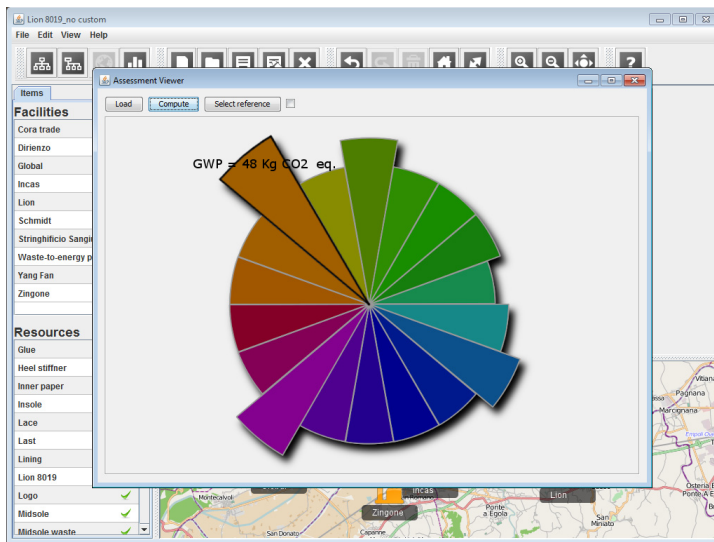 Lion 8019_no custom
File Edit View Help
Assessment Viewer
Load Compute Select reference
GWP = 48 Kg CO2 eq.
Items
Facilities
Cora trade
Dirienzo
Global
Incas
Lion
Schmidt
Stringhificio
Waste-to-energy
Yang Fan
Zingone
Resources
Glue
Heel stiffner
Inner paper
Insole
Lace
Last
Lining
Lion 8019
Logo
Midsole
Midsole waste
Pagnana
Marcignana
Montecalvoli
Incas
Lion
Zingone
Ponte
a Egola
San
Miniato
San Donato
Capanne
Osteria
Ponte A E